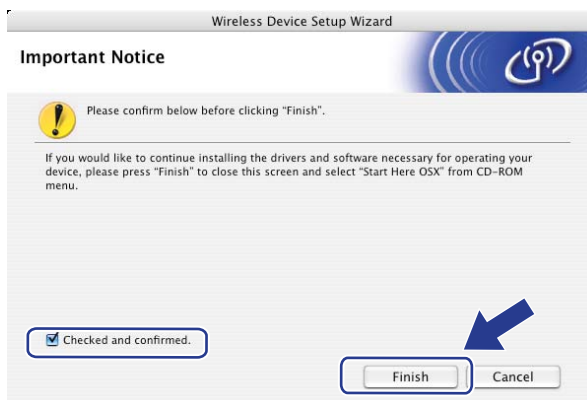 Wireless Device Setup Wizard
Important Notice
Please confirm below before clicking “Finish”.
If you would like to continue installing the drivers and software necessary for operating your
device, please press “Finish” to close this screen and select “Start Here OSX” from CD-ROM
menu.
Checked and confirmed.
Finish
Cancel